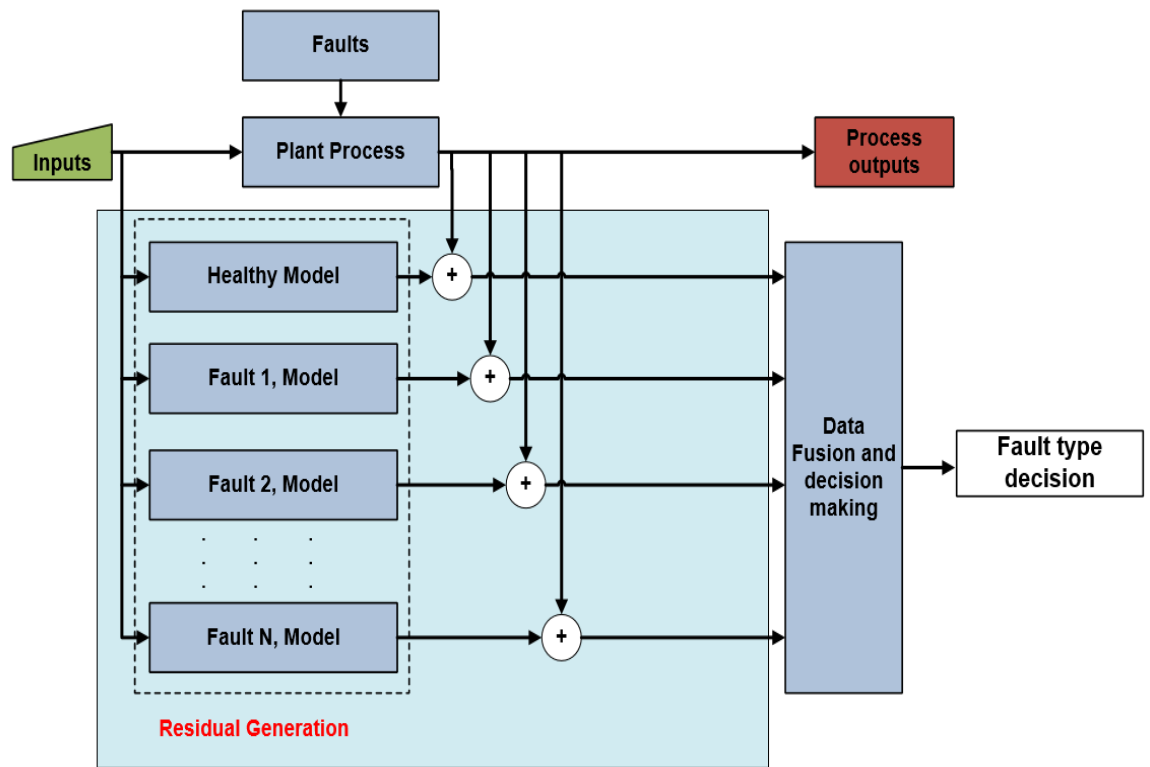 Faults
Inputs
Plant Process
Process
outputs
Healthy Model
+
Fault 1, Model
+
Fault 2, Model
+
. . .
. . .
. . .
Fault N, Model
+
Data
Fusion and
decision
making
Fault type
decision
Residual Generation